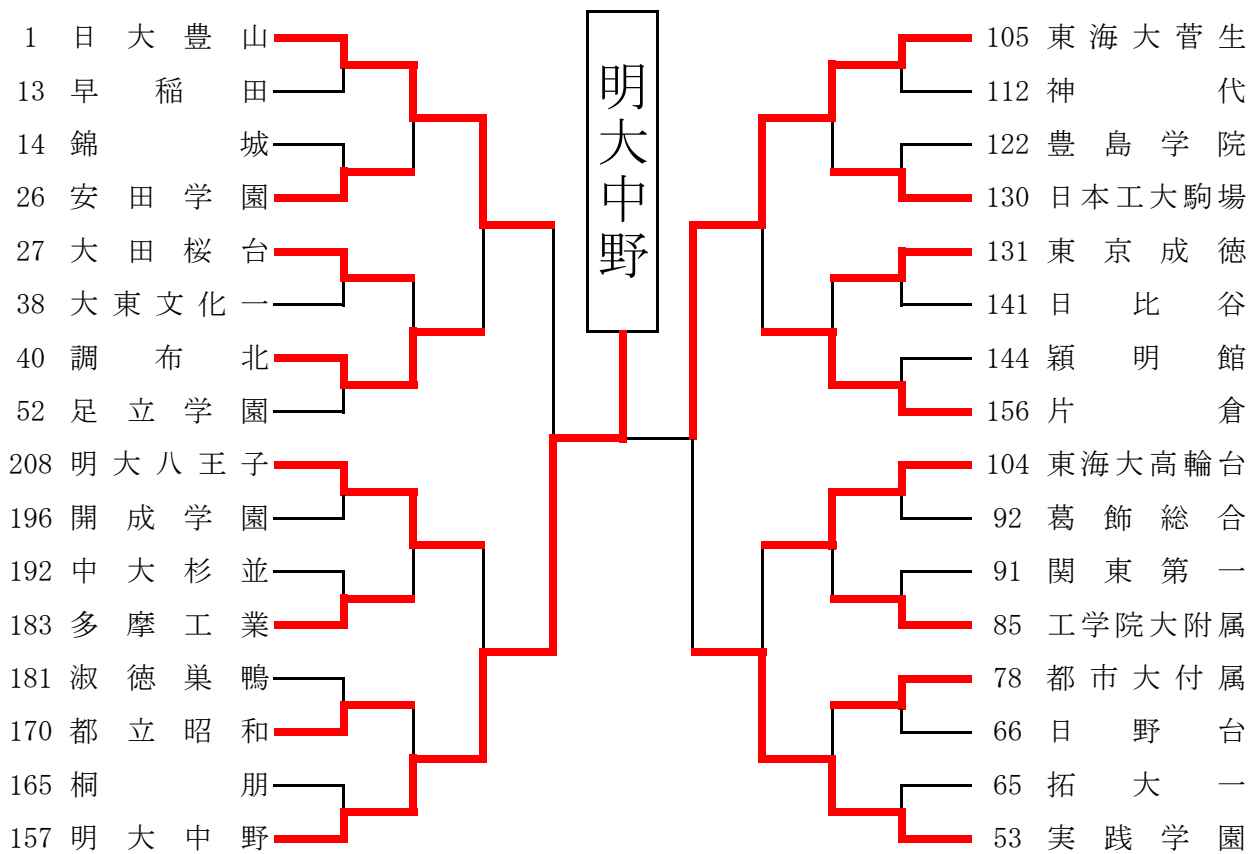 明大中野
1 日大豊山
13 早稲田
14 錦城
26 安田学園
27 大田桜台
38 大東文化一
40 調布北
52 足立学園
208 明大八王子
196 開成学園
192 中大杉並
183 多摩工業
181 淑徳巣鴨
170 都立昭和
165 桐朋
157 明大中野
105 東海大菅生
112 神代
122 豊島学院
130 日本工大駒場
131 東京成徳
141 日比谷
144 穎明館
156 片倉
104 東海大高輪台
92 葛飾総合
91 関東第一
85 工学院大附属
78 都市大付属
66 日野台
65 拓大一
53 実践学園